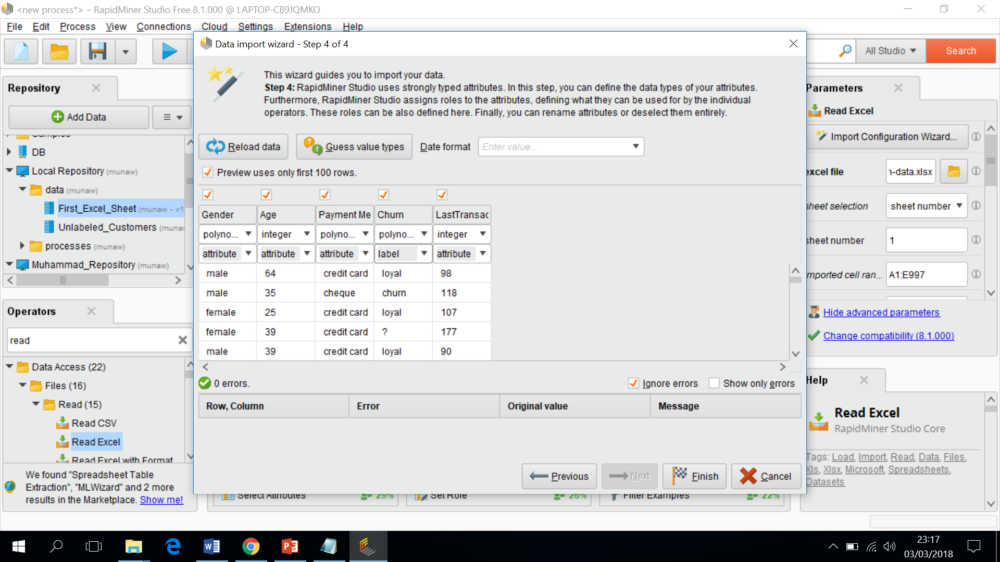 <new process*> – RapidMiner Studio Free 8.1.000 @ LAPTOP-CB9JQMKO
File Edit Process View Connections Cloud Settings Extensions Help
All Studio
Search
Repository
Add Data
DB
Local Repository (munaw)
data (munaw)
First_Excel_Sheet (munaw - v1
Unlabeled_Customers (muna
processes (munaw)
Muhammad_Repository (munaw)
Operators
read
Data Access (22)
Files (16)
Read (15)
Read CSV
Read Excel
Read Excel with Format
We found "Spreadsheet Table
Extraction", "MLWizard" and 2 more
results in the Marketplace. Show me!
Data import wizard - Step 4 of 4
This wizard guides you to import your data.
Step 4: RapidMiner Studio uses strongly typed attributes. In this step, you can define the data types of your attributes.
Furthermore, RapidMiner Studio assigns roles to the attributes, defining what they can be used for by the individual
operators. These roles can be also defined here. Finally, you can rename attributes or deselect them entirely.
Reload data
Guess value types
Date format
Enter value...
Preview uses only first 100 rows.
Gender Age Payment Me Churn LastTransac
polyno... integer polyno... polyno... integer
attribute attribute attribute label attribute
male 64 credit card loyal 98
male 35 cheque churn 118
female 25 credit card loyal 107
female 39 credit card ? 177
male 39 credit card loyal 90
0 errors.
Ignore errors
Show only errors
Row, Column Error Original value Message
Previous
Next
Finish
Cancel
Select Attributes 29%
Set Role 26%
Filter Examples 22%
Parameters
Read Excel
Import Configuration Wizard...
excel file
n-data.xlsx
sheet selection
sheet number
sheet number
1
mported cell ran...
A1:E997
Hide advanced parameters
Change compatibility (8.1.000)
Help
Read Excel
RapidMiner Studio Core
Tags: Load, Import, Read, Data, Files,
Xls, Xlsx, Microsoft, Spreadsheets,
Datasets
23:17
03/03/2018